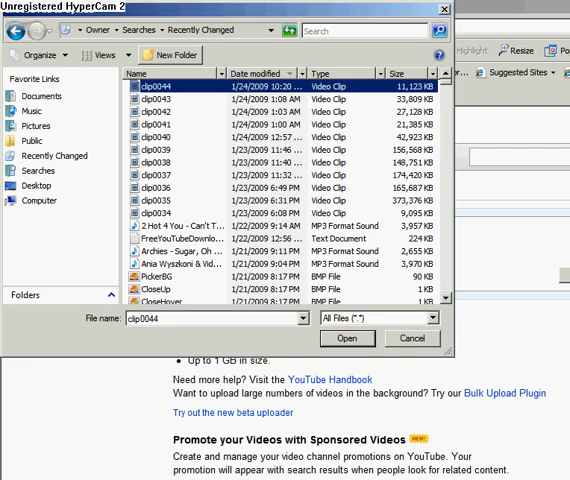 Unregistered HyperCam 2
Owner ▸ Searches ▸ Recently Changed
Search
Organize Views New Folder
Highlight Resize
Favorite Links
Name Date modified Type Size
Suggested Sites
Documents
Music
Pictures
Public
Recently Changed
Searches
Desktop
Computer
clip0044 1/24/2009 10:20 ... Video Clip 11,123 KB
clip0043 1/24/2009 1:08 AM Video Clip 33,809 KB
clip0042 1/24/2009 1:03 AM Video Clip 27,128 KB
clip0041 1/24/2009 1:00 AM Video Clip 21,385 KB
clip0040 1/24/2009 12:57 ... Video Clip 42,923 KB
clip0039 1/23/2009 11:46 ... Video Clip 156,568 KB
clip0038 1/23/2009 11:40 ... Video Clip 148,751 KB
clip0037 1/23/2009 11:32 ... Video Clip 174,420 KB
clip0036 1/23/2009 6:49 PM Video Clip 165,687 KB
clip0035 1/23/2009 6:31 PM Video Clip 373,376 KB
clip0034 1/23/2009 6:08 PM Video Clip 9,095 KB
2 Hot 4 You - Can't T... 1/22/2009 9:14 AM MP3 Format Sound 3,957 KB
FreeYouTubeDownlo... 1/22/2009 12:56 ... Text Document 224 KB
Archies - Sugar, Oh ... 1/21/2009 9:11 PM MP3 Format Sound 2,655 KB
Ania Wyszkoni & Vid... 1/21/2009 9:04 PM MP3 Format Sound 3,970 KB
PickerBG 1/21/2009 8:17 PM BMP File 90 KB
CloseUp 1/21/2009 8:17 PM BMP File 1 KB
CloseHover 1/21/2009 8:17 PM BMP File 1 KB
Folders
File name: clip0044 All Files (*.*)
Open Cancel
Up to 1 GB in size.
Need more help? Visit the YouTube Handbook
Want to upload large numbers of videos in the background? Try our Bulk Upload Plugin
Try out the new beta uploader
Promote your Videos with Sponsored Videos NEW!
Create and manage your video channel promotions on YouTube. Your
promotion will appear with search results when people look for related content.